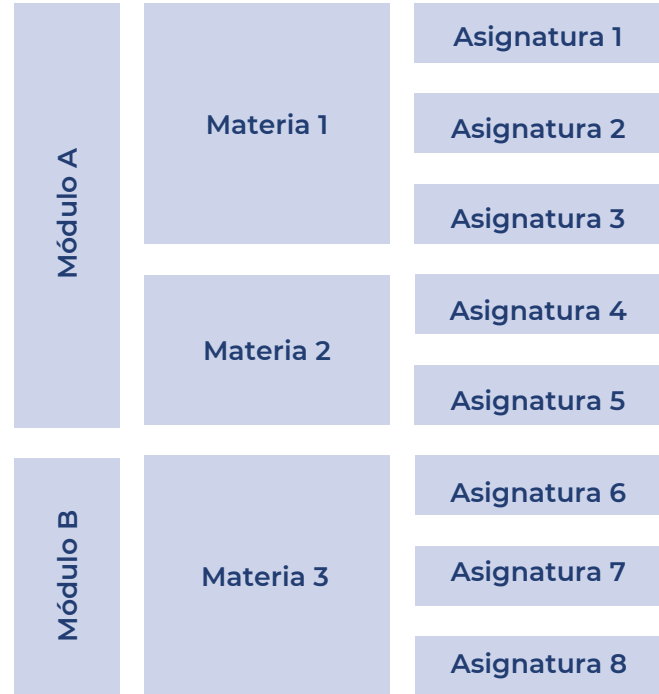 Módulo A
Materia 1
Asignatura 1
Asignatura 2
Asignatura 3
Materia 2
Asignatura 4
Asignatura 5
Módulo B
Materia 3
Asignatura 6
Asignatura 7
Asignatura 8